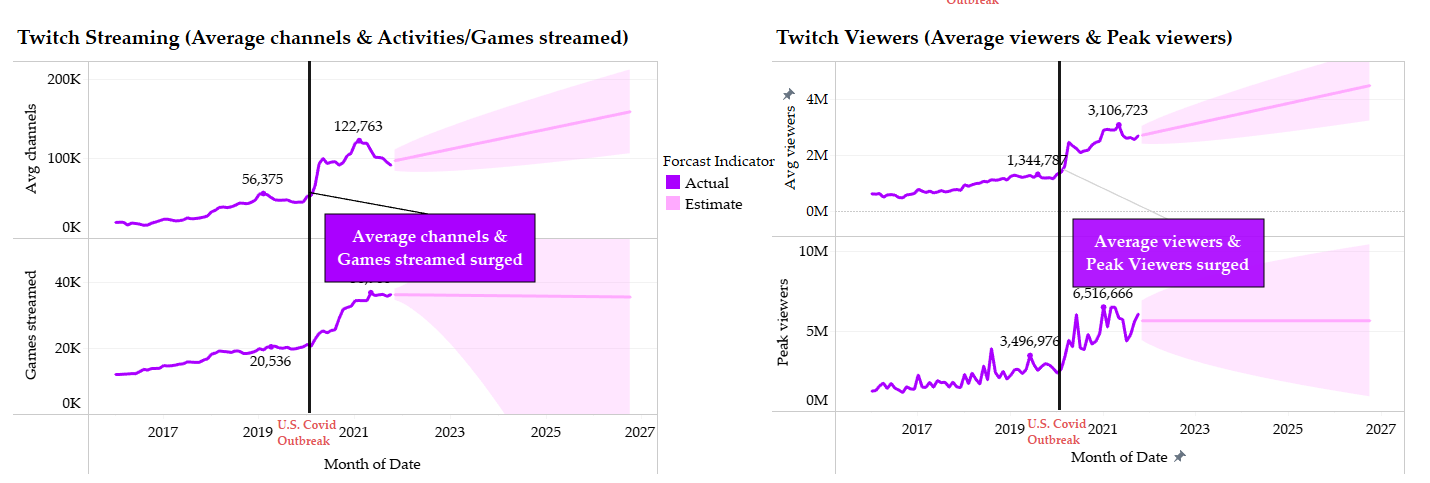 Outbreak
Twitch Streaming (Average channels & Activities/Games streamed)
200K
100K
0K
Avg channels
56,375
122,763
Average channels &
Games streamed surged
40K
20K
0K
Games streamed
20,536
2017
2019
U.S. Covid
Outbreak
2021
2023
2025
2027
Month of Date
Forcast Indicator
Actual
Estimate
Twitch Viewers (Average viewers & Peak viewers)
4M
2M
0M
Avg viewers
1,344,787
3,106,723
Average viewers &
Peak Viewers surged
10M
5M
0M
Peak viewers
3,496,976
6,516,666
2017
2019
U.S. Covid
Outbreak
2021
2023
2025
2027
Month of Date